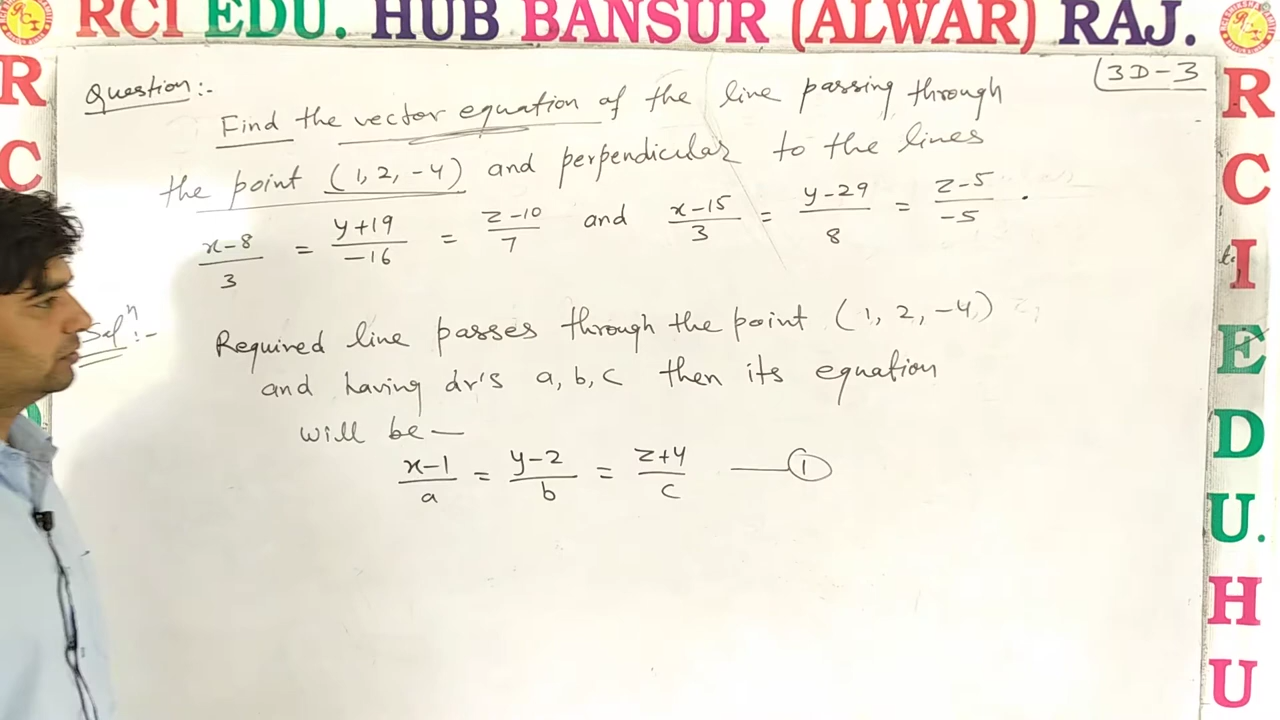 RCI EDU. HUB BANSUR (ALWAR) RAJ.
3D-3
Question:-
Find the vector equation of the line passing through
the point (1, 2, -4) and perpendicular to the lines
x-8/3 = y+19/-16 = z-10/7 and x-15/3 = y-29/8 = z-5/-5 .
Solⁿ:-
Required line passes through the point (1, 2, -4)
and having dr's a, b, c then its equation
will be —
x-1/a = y-2/b = z+4/c —— ①
R
C
R
C
I
E
D
U.
H
U